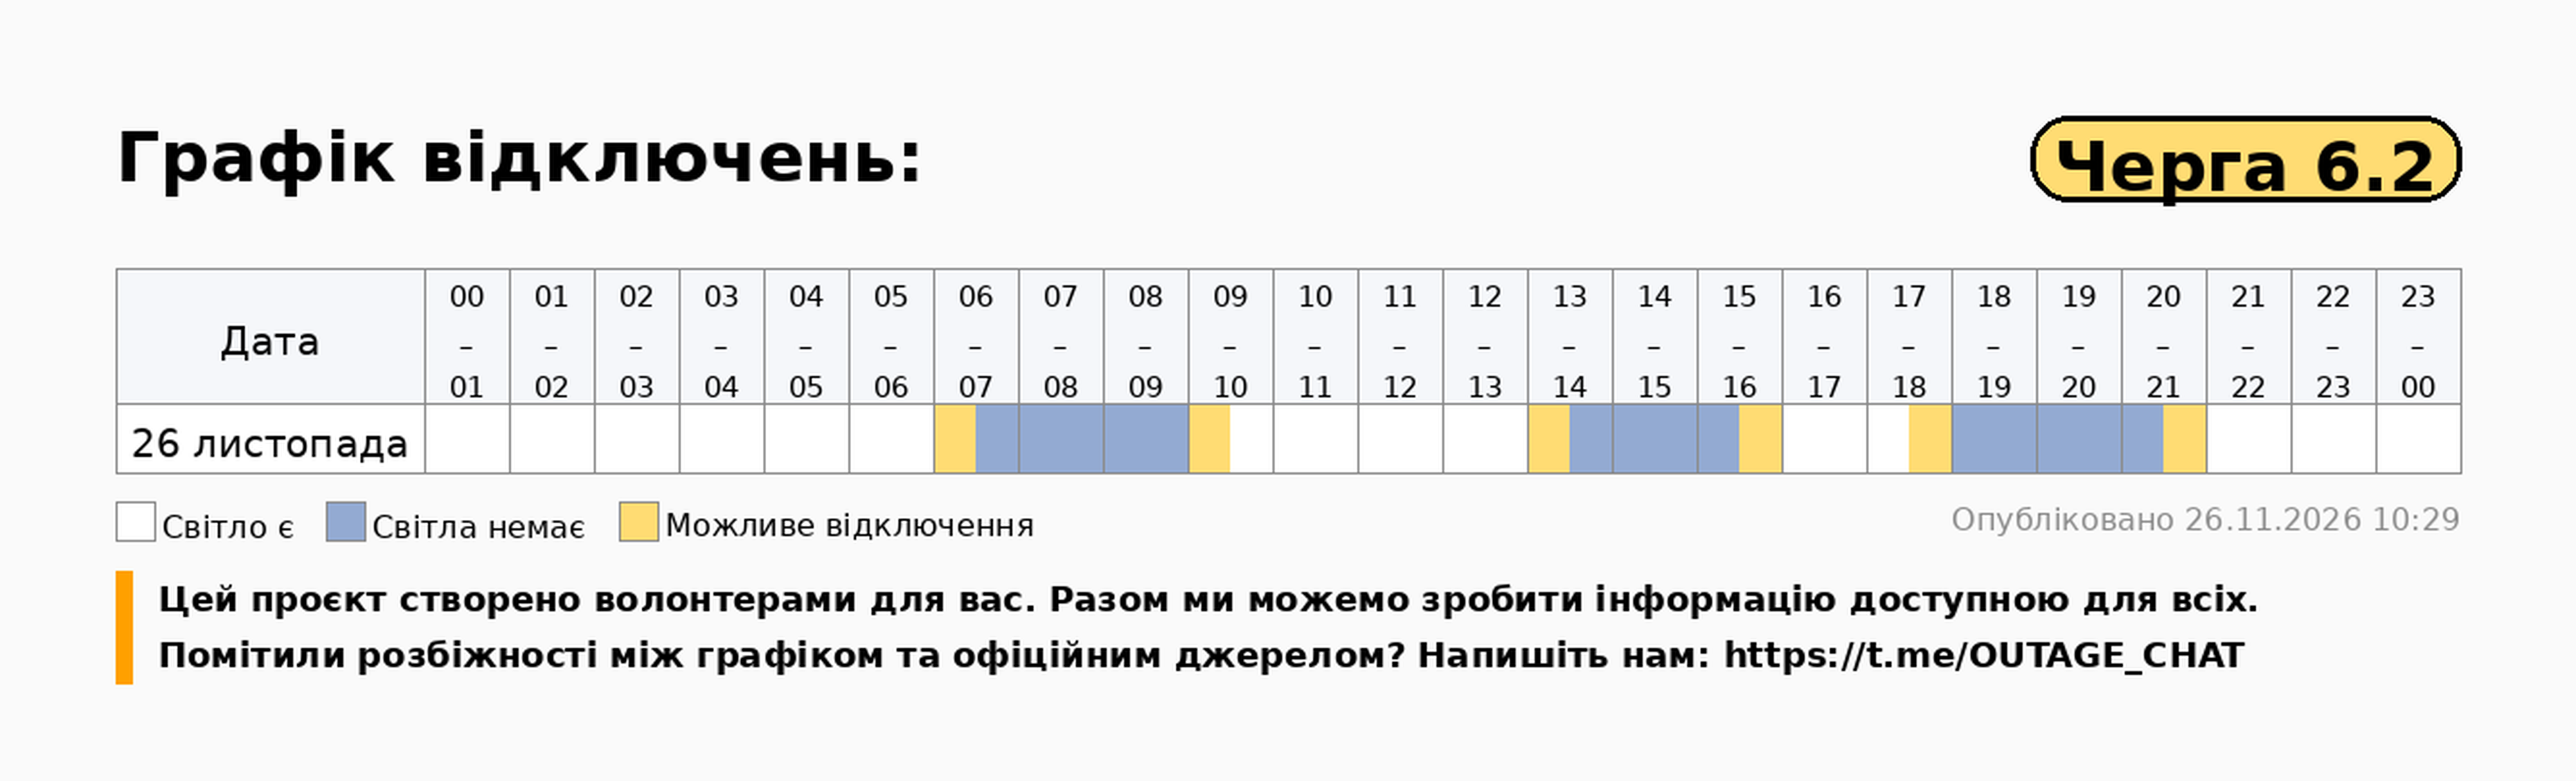 Графік відключень:
Черга 6.2
Дата
00 – 01
01 – 02
02 – 03
03 – 04
04 – 05
05 – 06
06 – 07
07 – 08
08 – 09
09 – 10
10 – 11
11 – 12
12 – 13
13 – 14
14 – 15
15 – 16
16 – 17
17 – 18
18 – 19
19 – 20
20 – 21
21 – 22
22 – 23
23 – 00
26 листопада
Світло є
Світла немає
Можливе відключення
Опубліковано 26.11.2026 10:29
Цей проєкт створено волонтерами для вас. Разом ми можемо зробити інформацію доступною для всіх.
Помітили розбіжності між графіком та офіційним джерелом? Напишіть нам: https://t.me/OUTAGE_CHAT